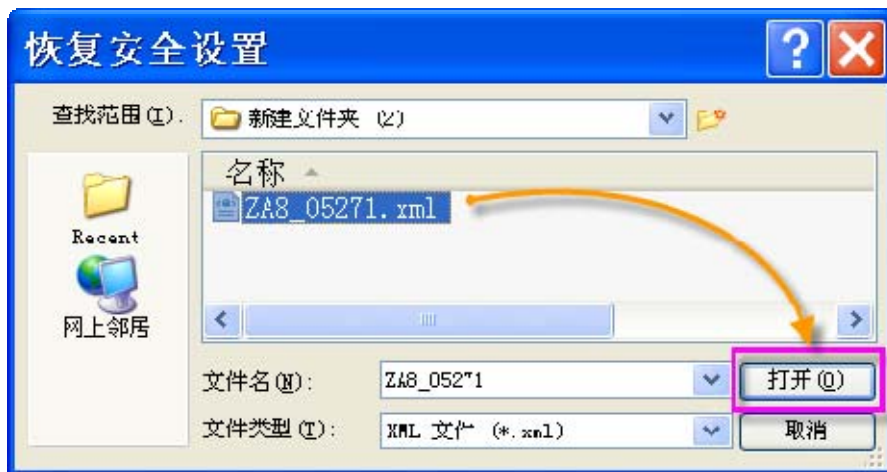 恢复安全设置
查找范围(I):
新建文件夹 (2)
名称
ZA8_05271.xml
Recent
网上邻居
文件名(N):
ZA8_05271
打开(O)
文件类型(T):
XML 文件 (*.xml)
取消